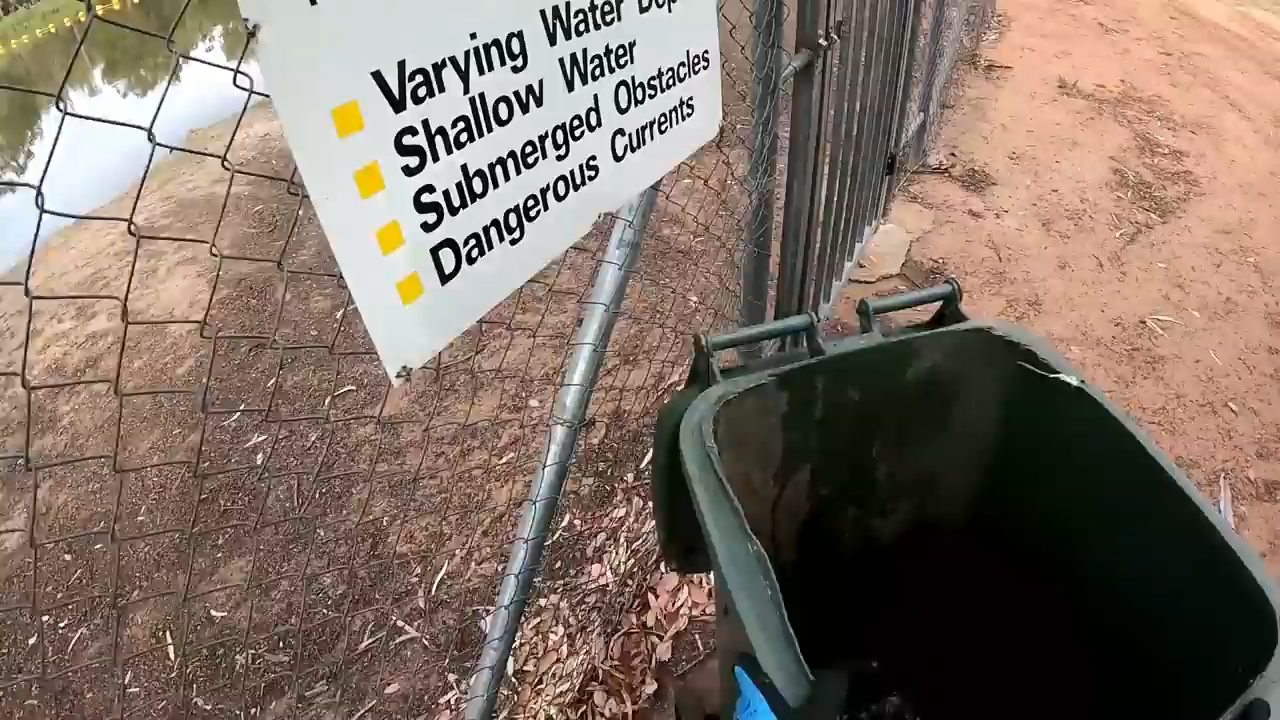 Varying Water
Shallow Water
Submerged Obstacles
Dangerous Currents